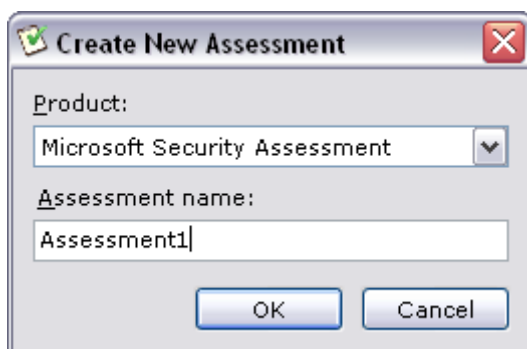 Create New Assessment
Product:
Microsoft Security Assessment
Assessment name:
Assessment1
OK Cancel